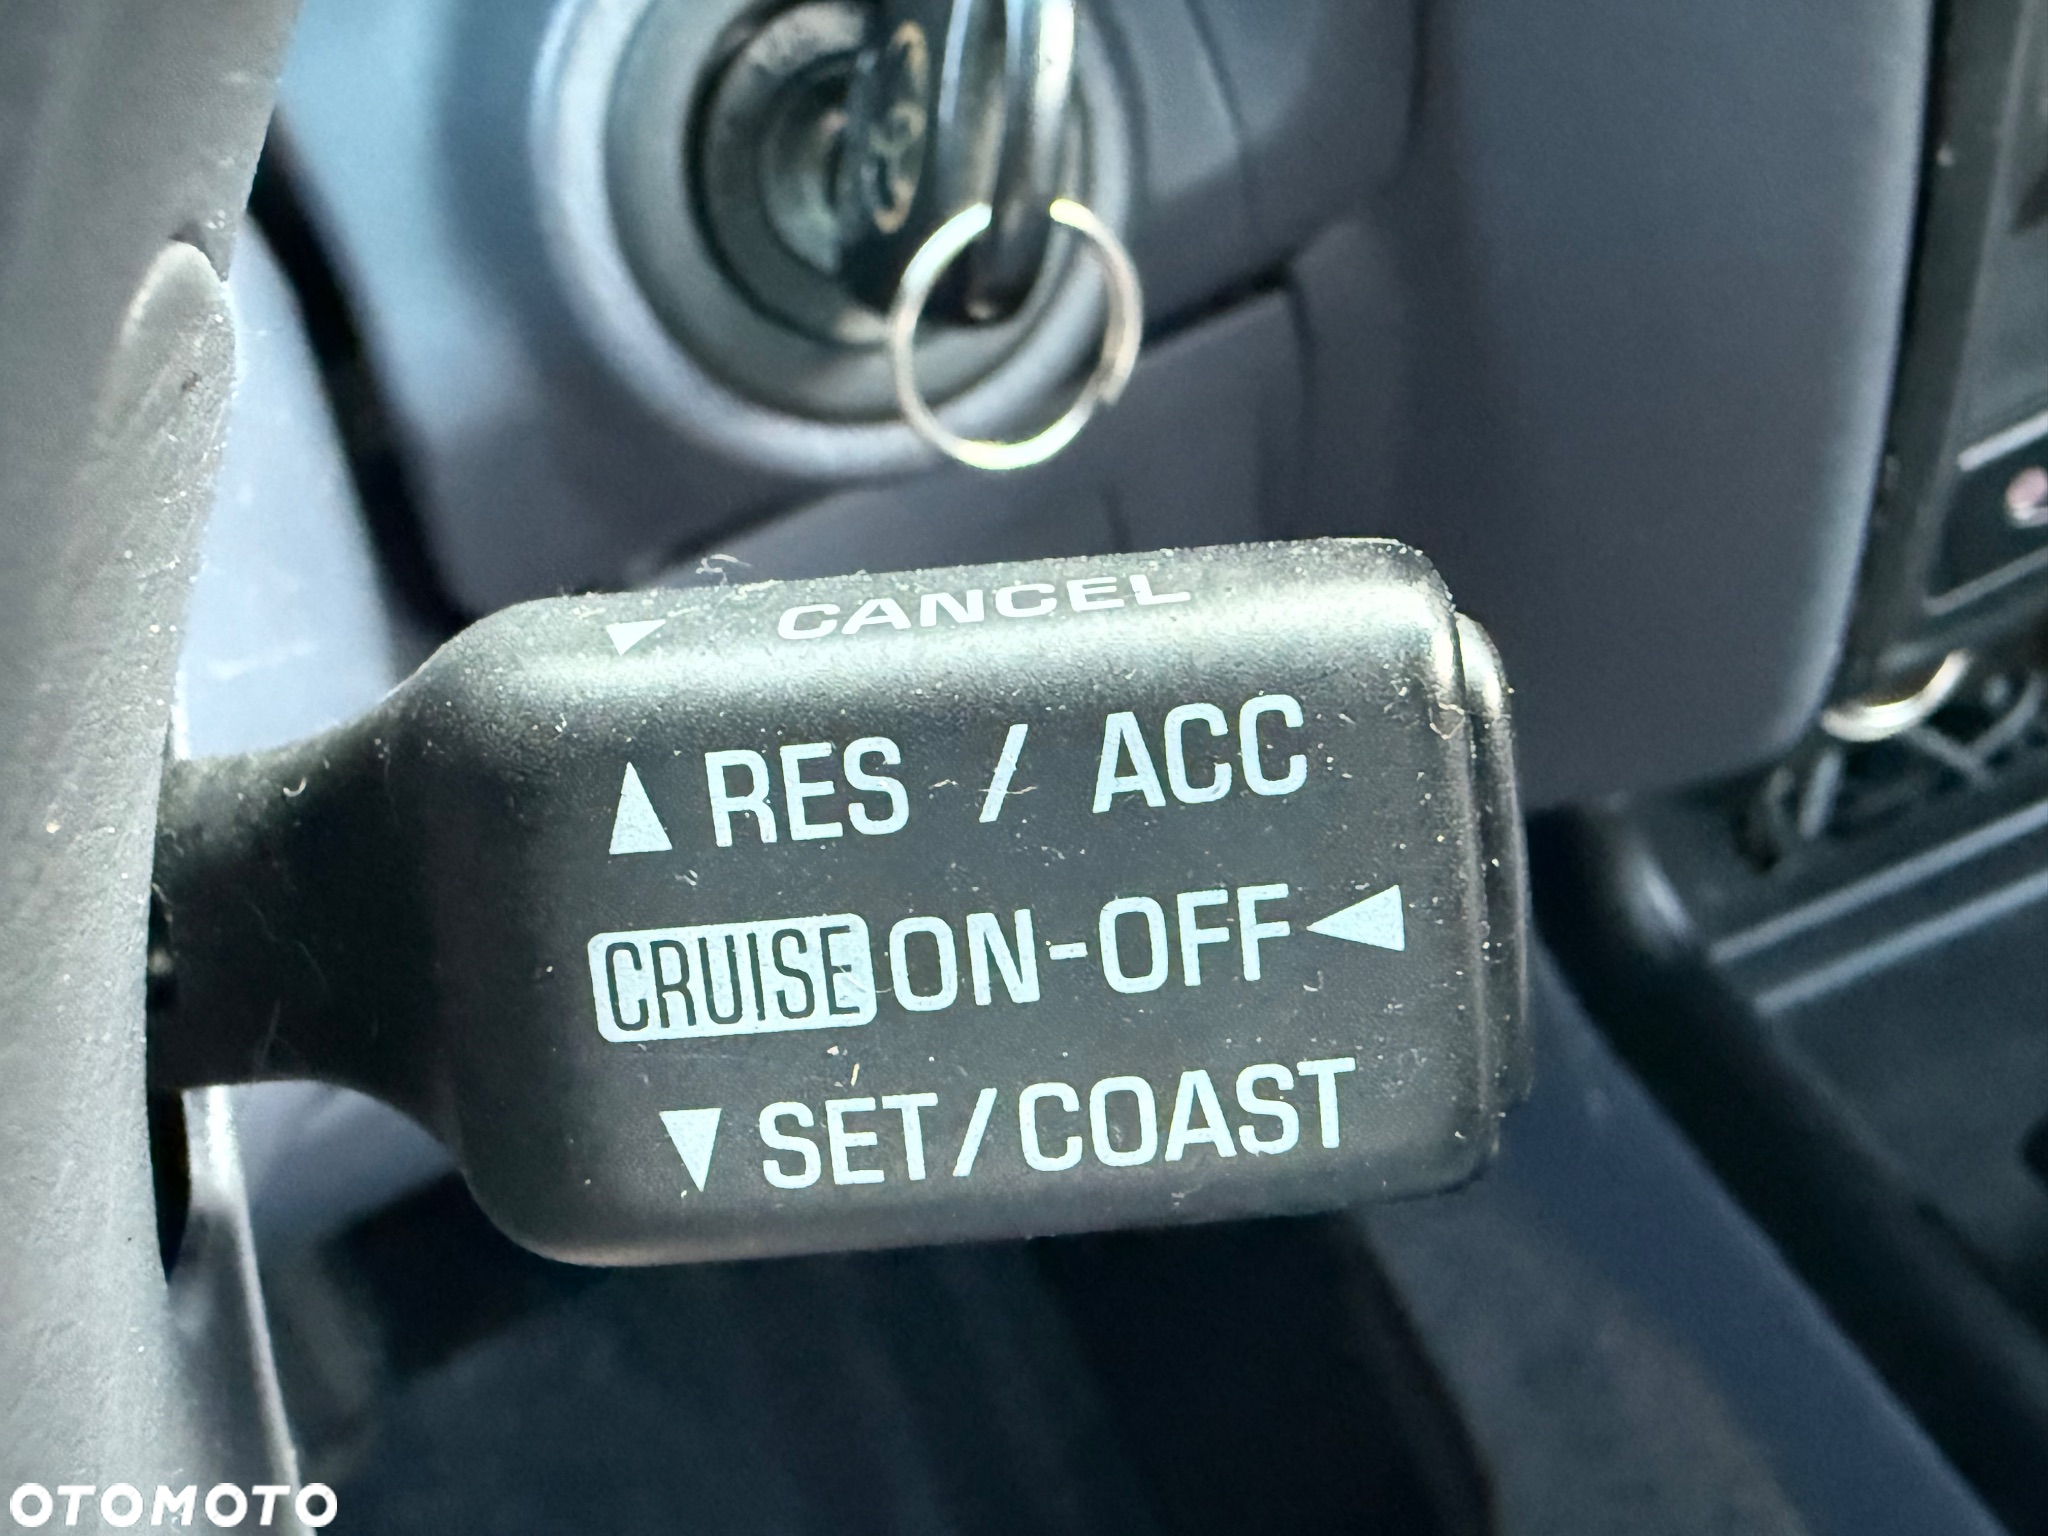 CANCEL
RES / ACC
CRUISE ON-OFF
SET/COAST
OTOMOTO